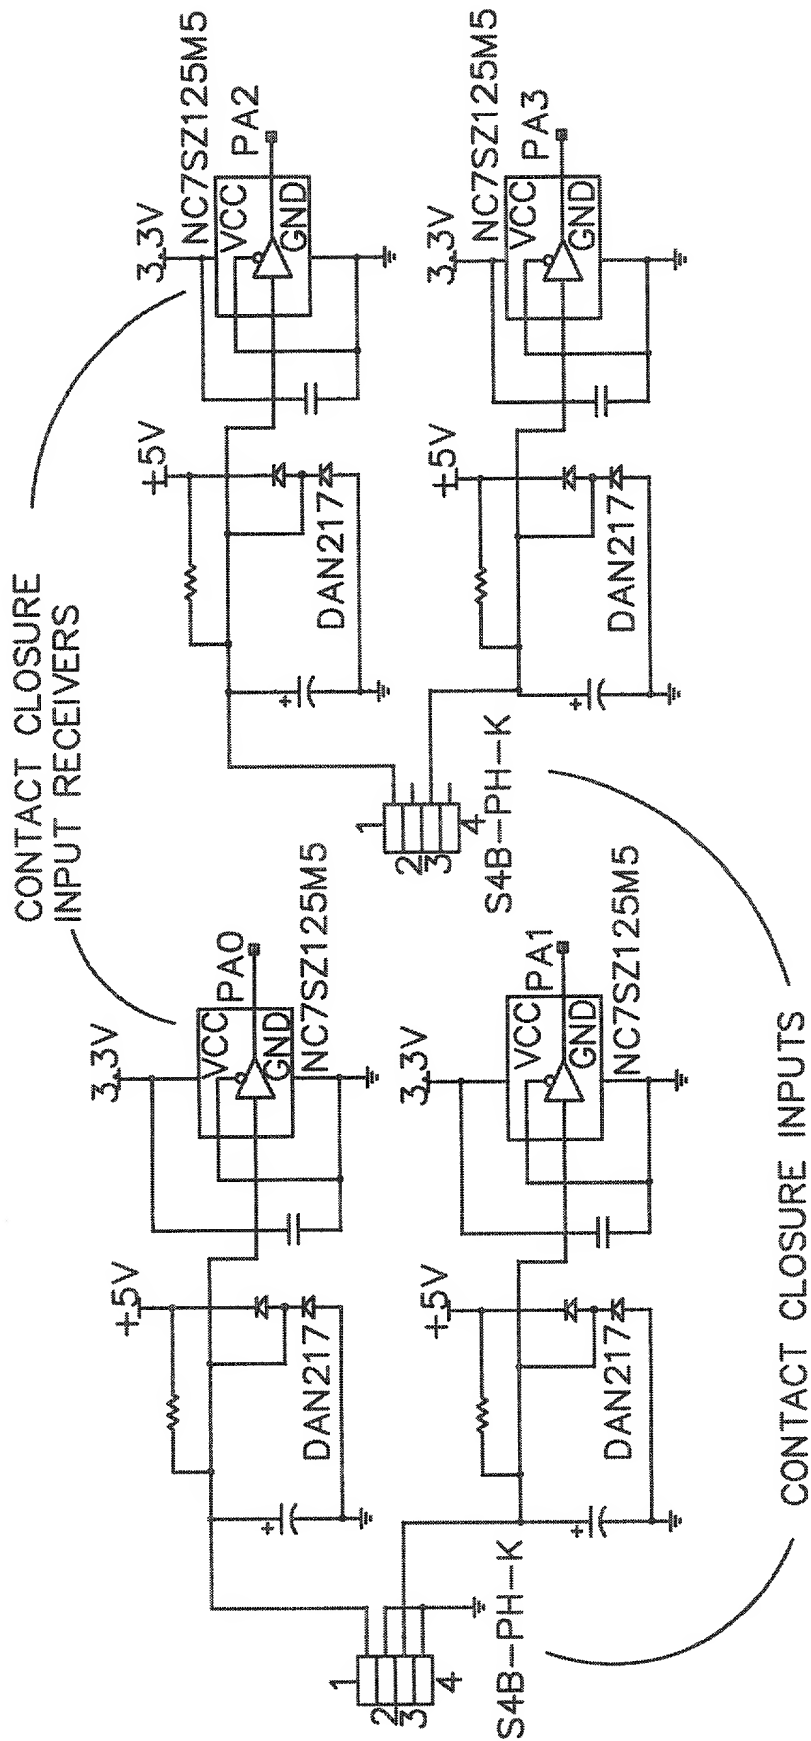 CONTACT CLOSURE
INPUT RECEIVERS
+5V
3.3V
NC7SZ125M5
VCC
GND
PA2
DAN217
+5V
3.3V
NC7SZ125M5
VCC
GND
PA3
DAN217
1
2
3
4
S4B-PH-K
+5V
3.3V
VCC
GND
PA0
NC7SZ125M5
DAN217
+5V
3.3V
VCC
GND
PA1
NC7SZ125M5
DAN217
1
2
3
4
S4B-PH-K
CONTACT CLOSURE INPUTS